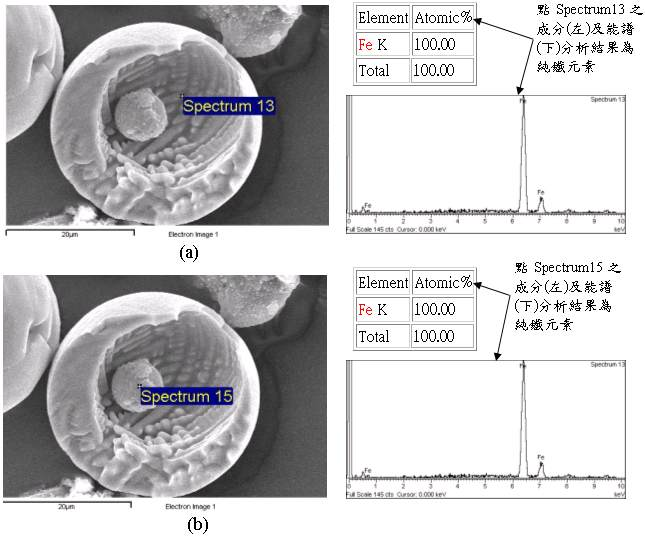 Element Atomic%
Fe K 100.00
Total 100.00
點 Spectrum13 之
成分(左)及能譜
(下)分析結果為
純鐵元素
Spectrum 13
20μm
Electron Image 1
Spectrum 13
Fe
Fe
Fe
0 1 2 3 4 5 6 7 8 9 10
Full Scale 145 cts Cursor: 0.000 keV
keV
(a)
Element Atomic%
Fe K 100.00
Total 100.00
點 Spectrum15 之
成分(左)及能譜
(下)分析結果為
純鐵元素
Spectrum 15
20μm
Electron Image 1
Spectrum 13
Fe
Fe
Fe
0 1 2 3 4 5 6 7 8 9 10
Full Scale 145 cts Cursor: 0.000 keV
keV
(b)